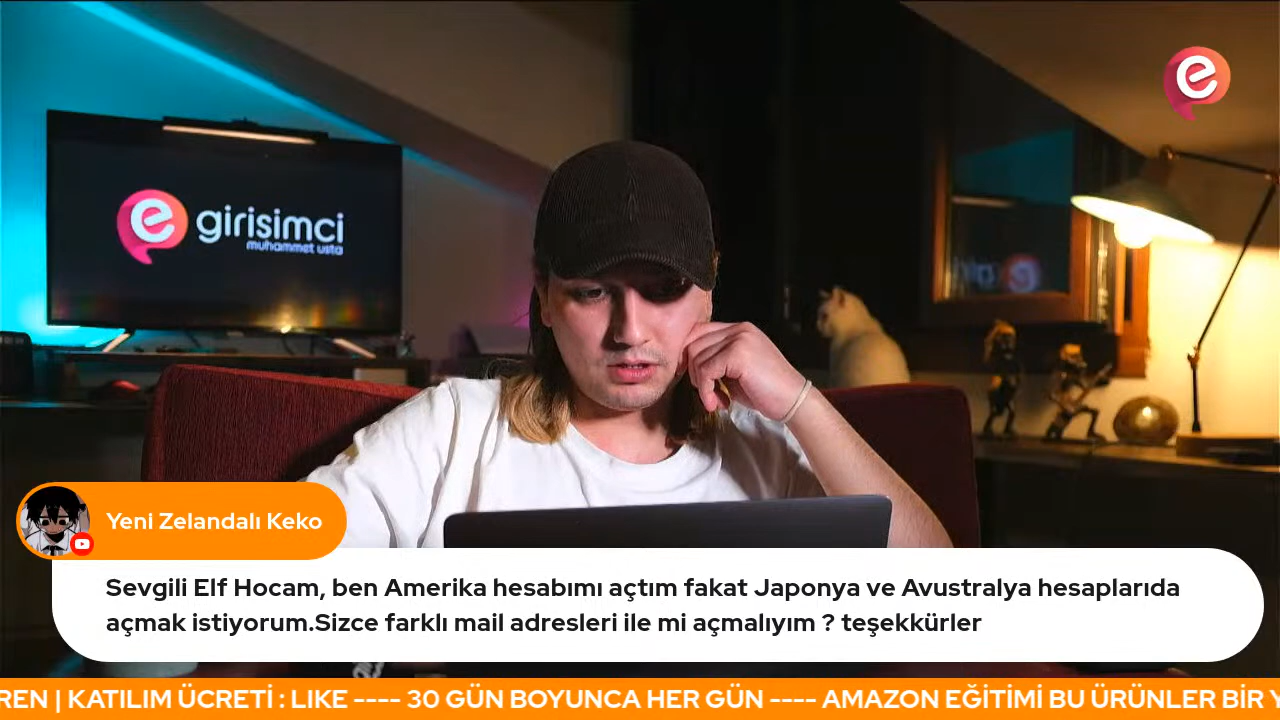 e
e girisimci
muhammet usta
Yeni Zelandalı Keko
Sevgili Elf Hocam, ben Amerika hesabımı açtım fakat Japonya ve Avustralya hesaplarıda
açmak istiyorum.Sizce farklı mail adresleri ile mi açmalıyım ? teşekkürler
REN | KATILIM ÜCRETİ : LIKE ---- 30 GÜN BOYUNCA HER GÜN ---- AMAZON EĞİTİMİ BU ÜRÜNLER BİR Y